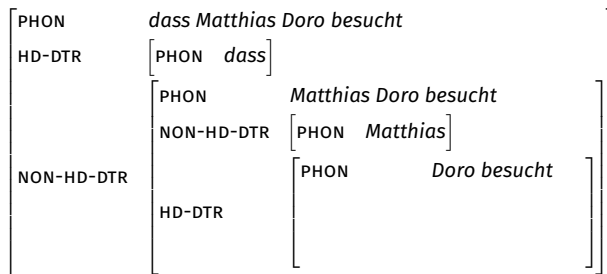 PHON dass Matthias Doro besucht
HD-DTR [PHON dass]
PHON Matthias Doro besucht
NON-HD-DTR [PHON Matthias]
NON-HD-DTR
PHON Doro besucht
HD-DTR